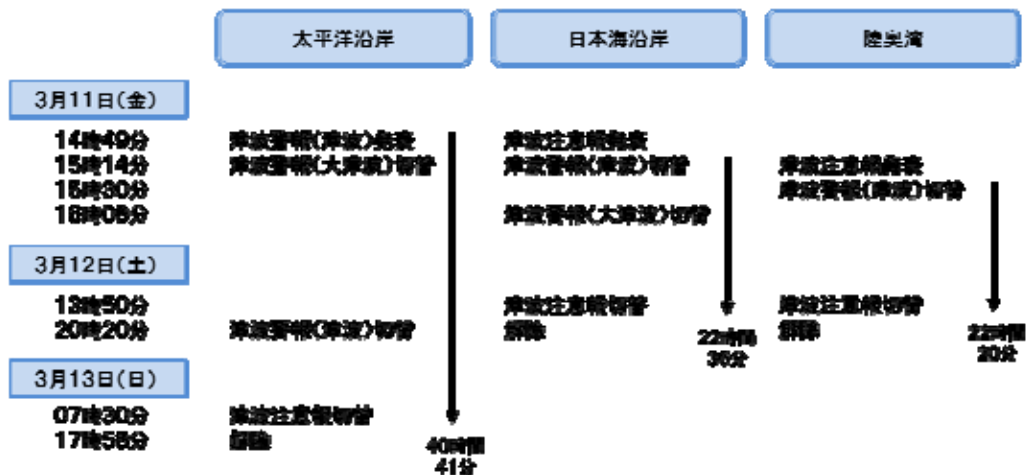 太平洋沿岸 日本海沿岸 陸奥湾
3月11日(金)
14時49分 津波警報(津波)発表 津波注意報発表
15時14分 津波警報(大津波)切替 津波警報(津波)切替 津波注意報発表
15時30分 津波警報(津波)切替
16時08分 津波警報(大津波)切替
3月12日(土)
13時50分 津波注意報切替 津波注意報切替
20時20分 津波警報(津波)切替 解除 解除
22時間
36分
22時間
20分
3月13日(日)
07時30分 津波注意報切替
17時58分 解除
40時間
41分